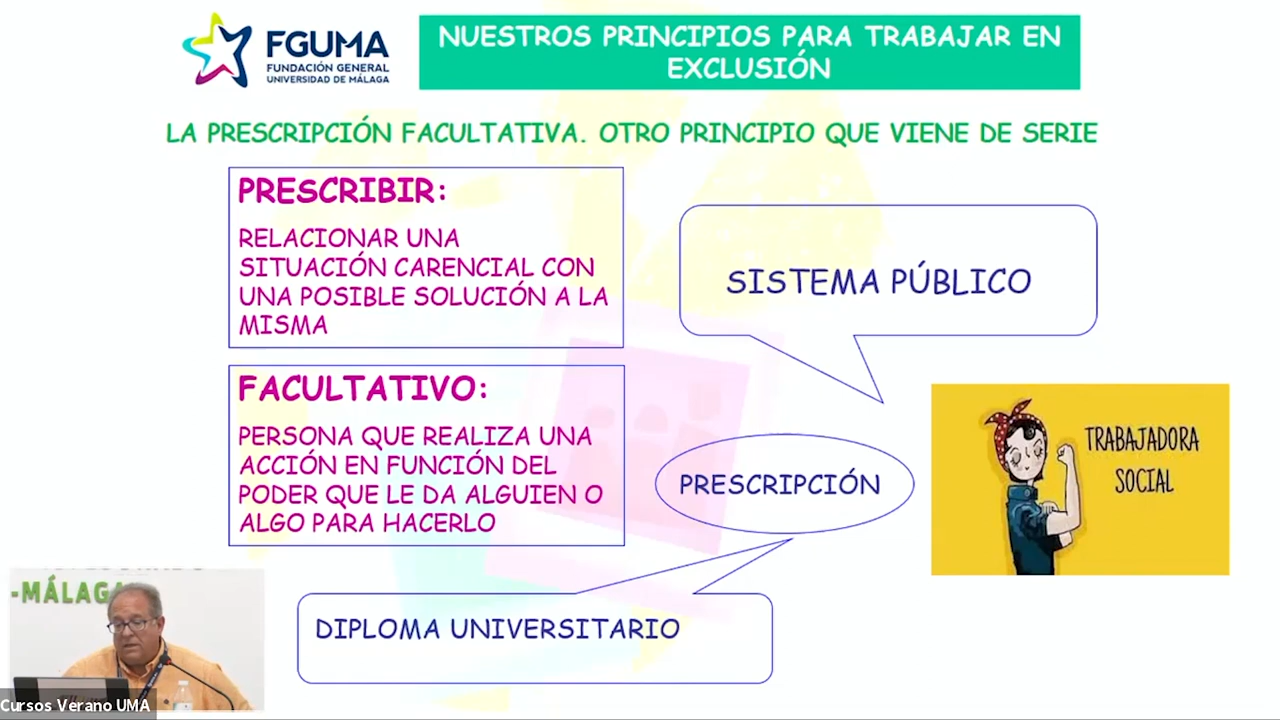 FGUMA
FUNDACIÓN GENERAL
UNIVERSIDAD DE MÁLAGA
NUESTROS PRINCIPIOS PARA TRABAJAR EN
EXCLUSIÓN
LA PRESCRIPCIÓN FACULTATIVA. OTRO PRINCIPIO QUE VIENE DE SERIE
PRESCRIBIR:
RELACIONAR UNA
SITUACIÓN CARENCIAL CON
UNA POSIBLE SOLUCIÓN A LA
MISMA
SISTEMA PÚBLICO
FACULTATIVO:
PERSONA QUE REALIZA UNA
ACCIÓN EN FUNCIÓN DEL
PODER QUE LE DA ALGUIEN O
ALGO PARA HACERLO
PRESCRIPCIÓN
TRABAJADORA
SOCIAL
DIPLOMA UNIVERSITARIO
-MÁLAGA
Cursos Verano UMA